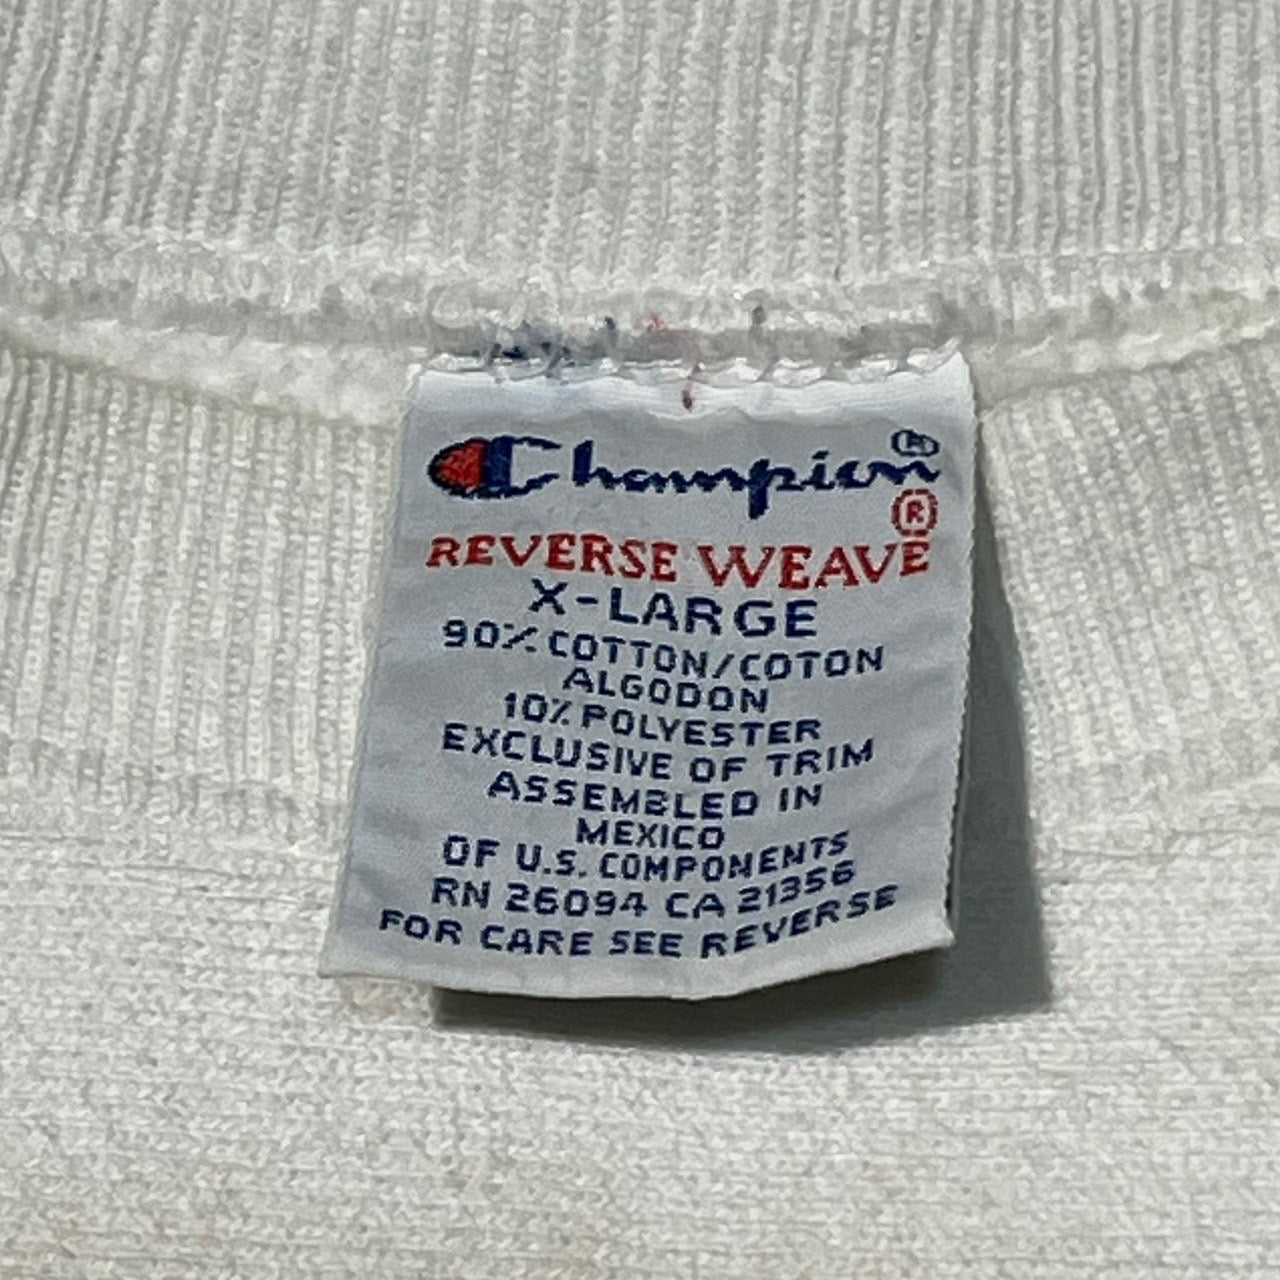 Champion ®
REVERSE WEAVE ®
X-LARGE
90% COTTON/COTON
ALGODON
10% POLYESTER
EXCLUSIVE OF TRIM
ASSEMBLED IN
MEXICO
OF U.S. COMPONENTS
RN 26094 CA 21356
FOR CARE SEE REVERSE